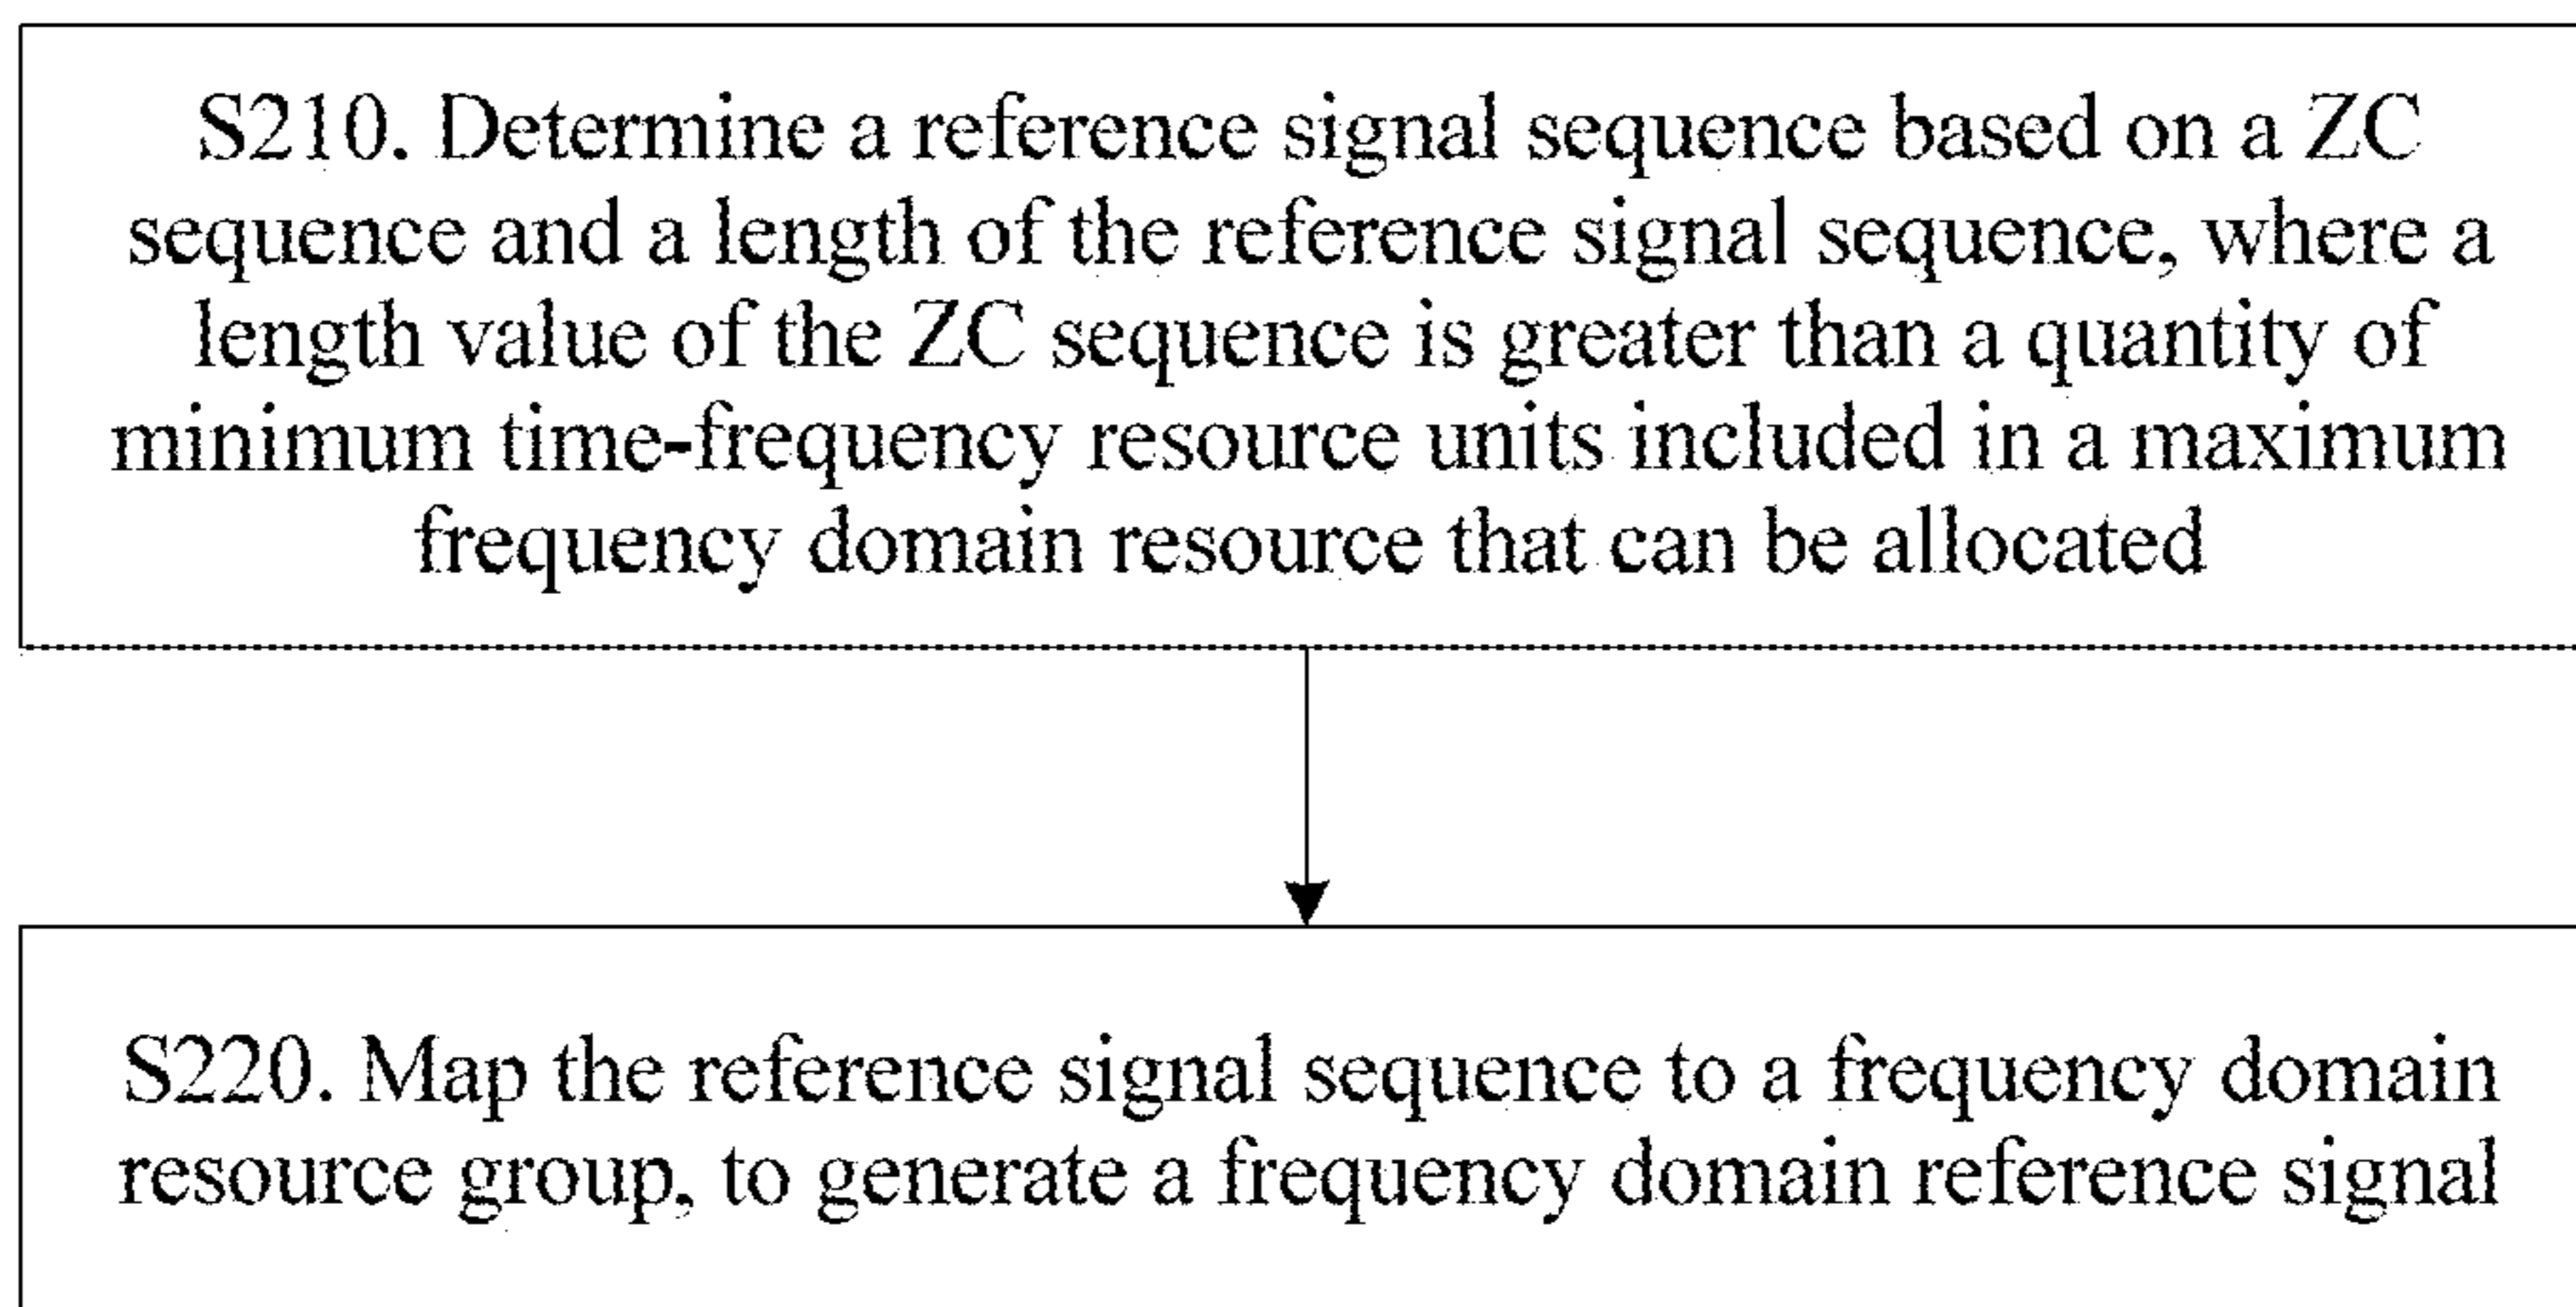 S210. Determine a reference signal sequence based on a ZC
sequence and a length of the reference signal sequence, where a
length value of the ZC sequence is greater than a quantity of
minimum time-frequency resource units included in a maximum
frequency domain resource that can be allocated
S220. Map the reference signal sequence to a frequency domain
resource group, to generate a frequency domain reference signal